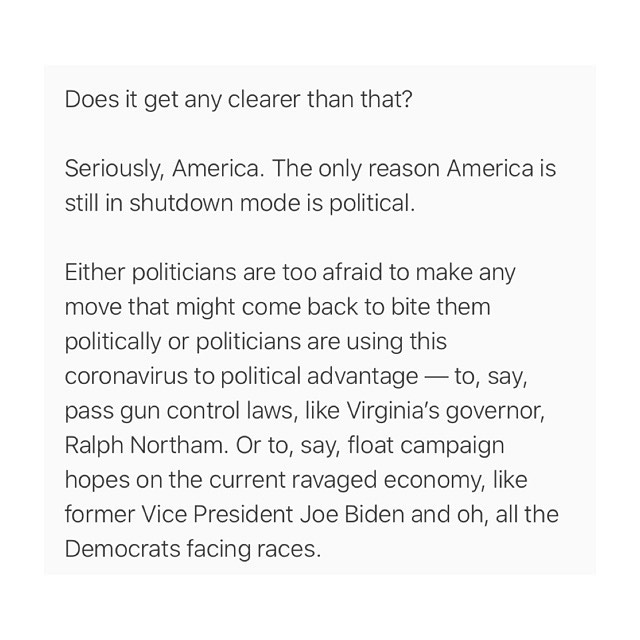 Does it get any clearer than that?
Seriously, America. The only reason America is
still in shutdown mode is political.
Either politicians are too afraid to make any
move that might come back to bite them
politically or politicians are using this
coronavirus to political advantage — to, say,
pass gun control laws, like Virginia’s governor,
Ralph Northam. Or to, say, float campaign
hopes on the current ravaged economy, like
former Vice President Joe Biden and oh, all the
Democrats facing races.